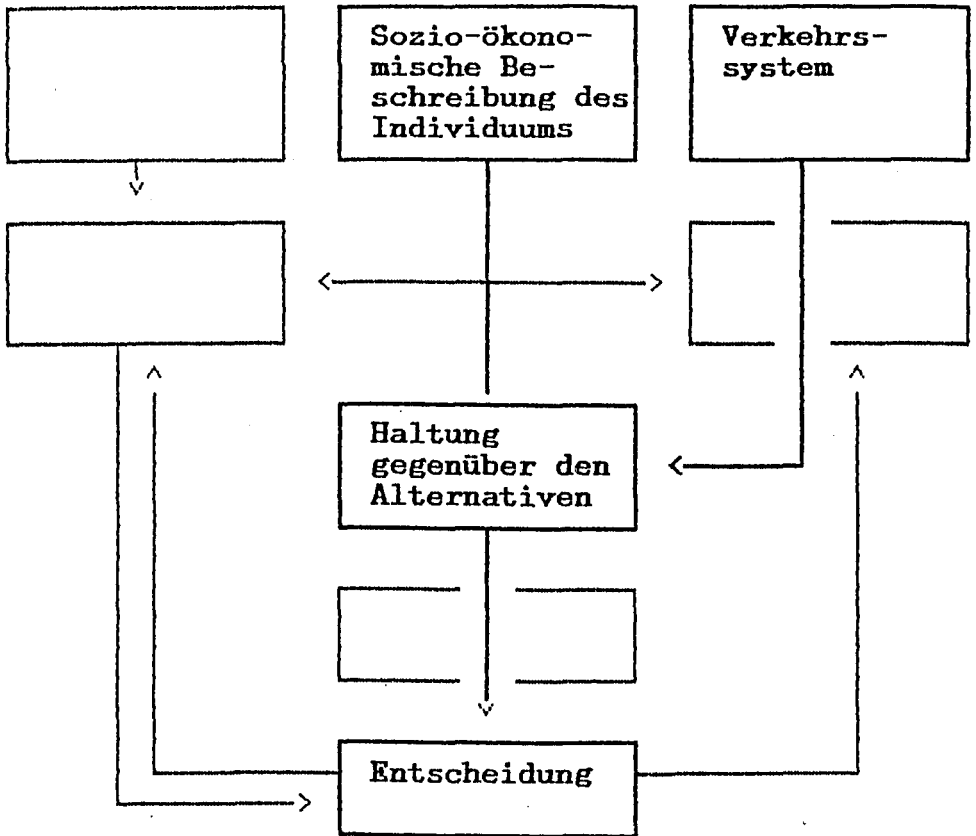 Sozio-ökono-
mische Be-
schreibung des
Individuums
Verkehrs-
system
Haltung
gegenüber den
Alternativen
Entscheidung